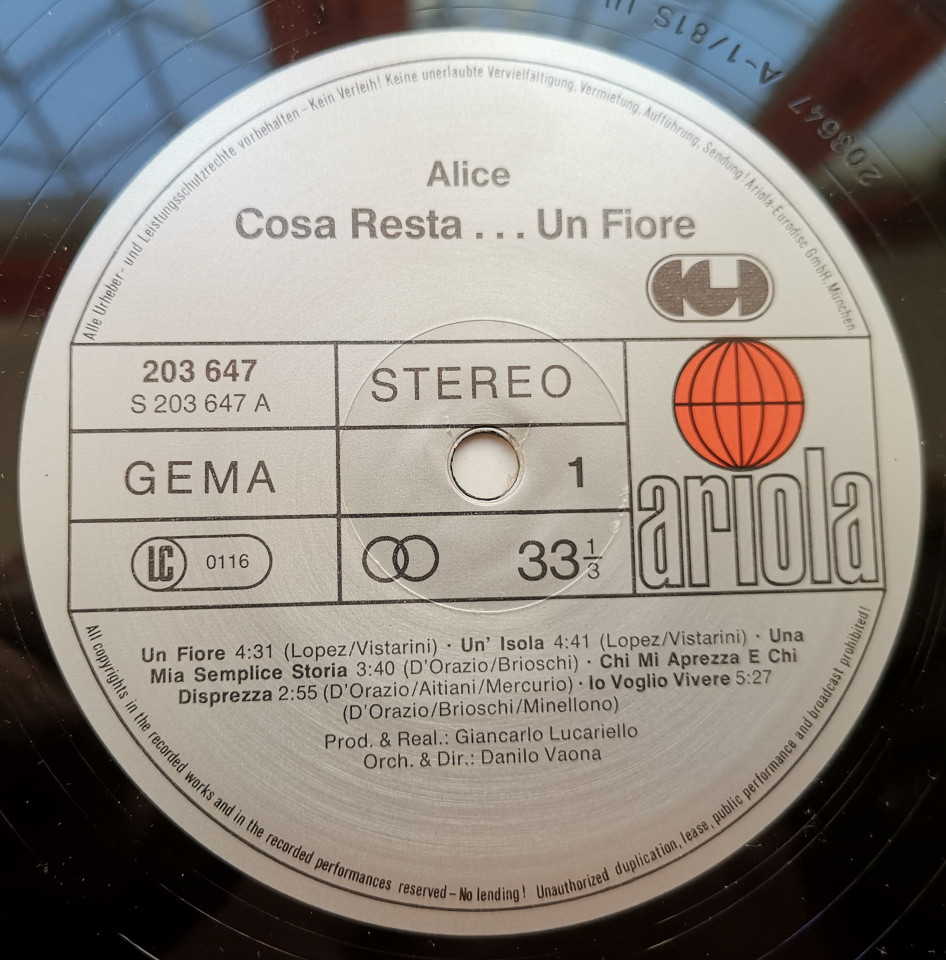 Alle Urheber- und Leistungsschutzrechte vorbehalten – Kein Verleih! Keine unerlaubte Vervielfältigung, Vermietung, Aufführung, Sendung! Ariola-Eurodisc GmbH, München
203647 A-1/81S
Alice
Cosa Resta . . . Un Fiore
203 647
S 203 647 A
STEREO
GEMA
1
LC 0116
33 1/3
ariola
Un Fiore 4:31 (Lopez/Vistarini) · Un' Isola 4:41 (Lopez/Vistarini) · Una
Mia Semplice Storia 3:40 (D'Orazio/Brioschi) · Chi Mi Aprezza E Chi
Disprezza 2:55 (D'Orazio/Aitiani/Mercurio) · Io Voglio Vivere 5:27
(D'Orazio/Brioschi/Minellono)
Prod. & Real.: Giancarlo Lucariello
Orch. & Dir.: Danilo Vaona
All copyrights in the recorded works and in the recorded performances reserved – No lending! Unauthorized duplication, lease, public performance and broadcast prohibited!